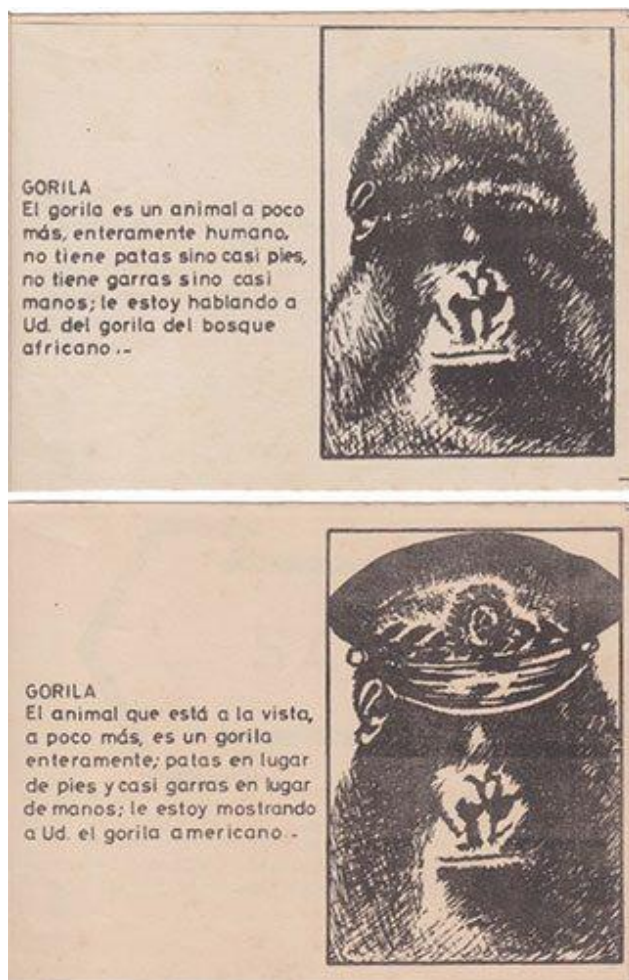 GORILA
El gorila es un animal a poco
más, enteramente humano,
no tiene patas sino casi pies,
no tiene garras sino casi
manos; le estoy hablando a
Ud. del gorila del bosque
africano.-
GORILA
El animal que está a la vista,
a poco más, es un gorila
enteramente; patas en lugar
de pies y casi garras en lugar
de manos; le estoy mostrando
a Ud. el gorila americano.-